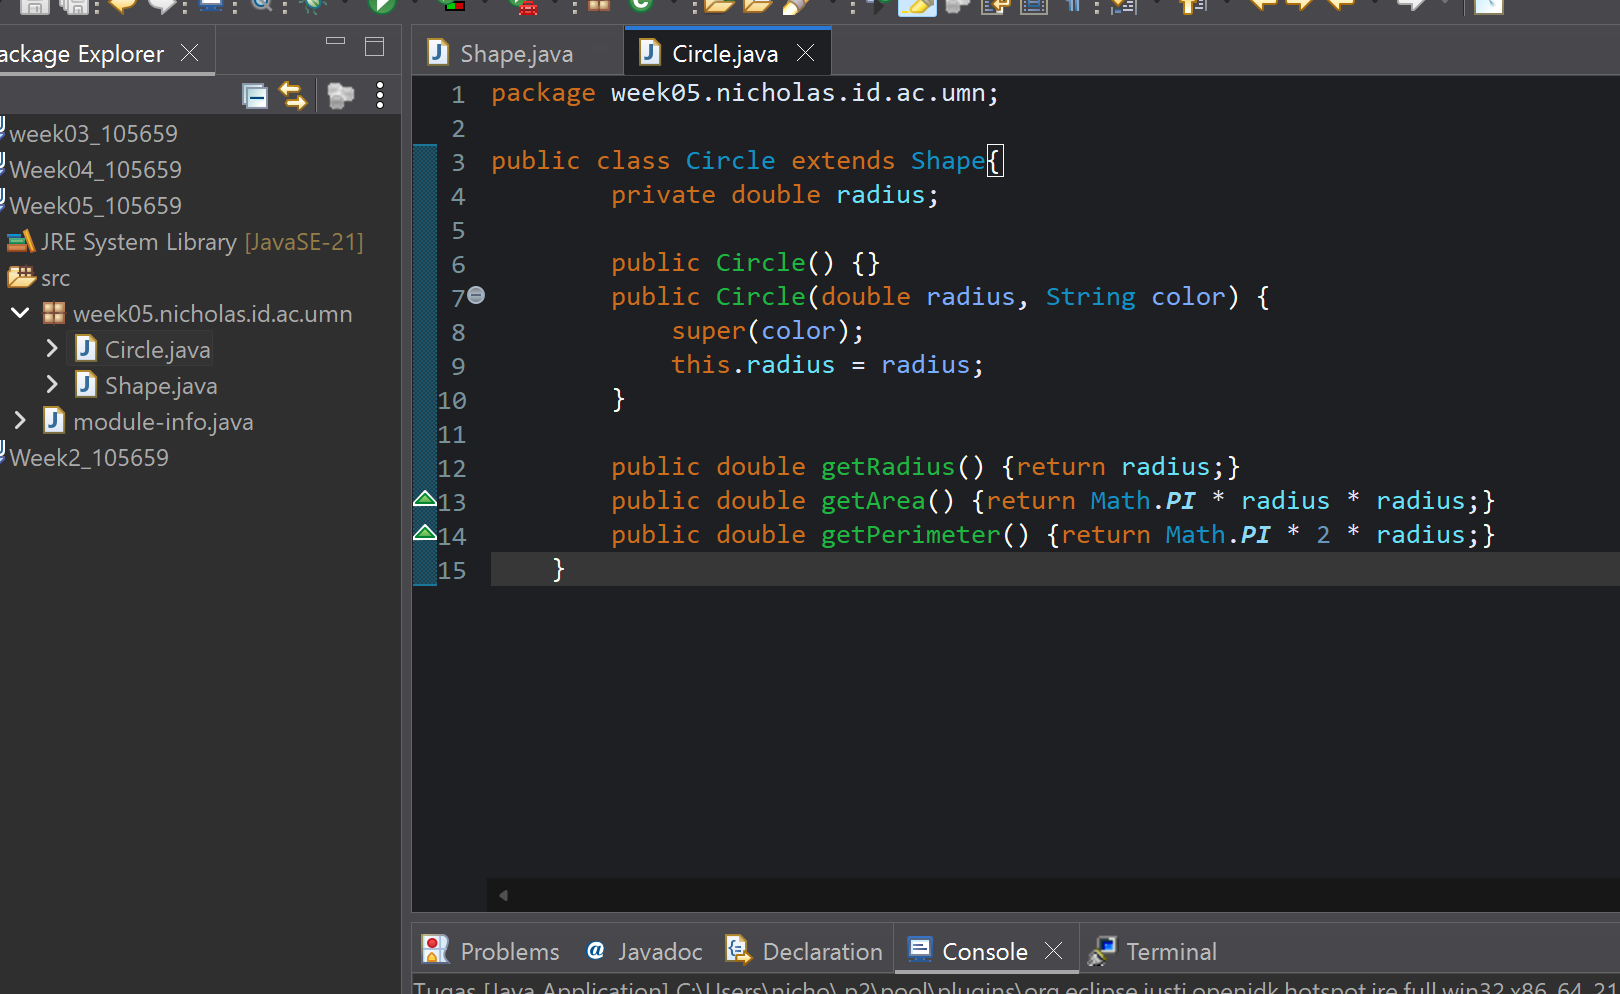 ackage Explorer
Shape.java
Circle.java
week03_105659
Week04_105659
Week05_105659
JRE System Library [JavaSE-21]
src
week05.nicholas.id.ac.umn
Circle.java
Shape.java
module-info.java
Week2_105659
1 package week05.nicholas.id.ac.umn;
2
3 public class Circle extends Shape{
4 private double radius;
5
6 public Circle() {}
7 public Circle(double radius, String color) {
8 super(color);
9 this.radius = radius;
10 }
11
12 public double getRadius() {return radius;}
13 public double getArea() {return Math.PI * radius * radius;}
14 public double getPerimeter() {return Math.PI * 2 * radius;}
15 }
Problems
Javadoc
Declaration
Console
Terminal
Tugas [Java Application] C:\Users\nicho\.p2\pool\plugins\org.eclipse.justj.openjdk.hotspot.jre.full.win32.x86_64_21